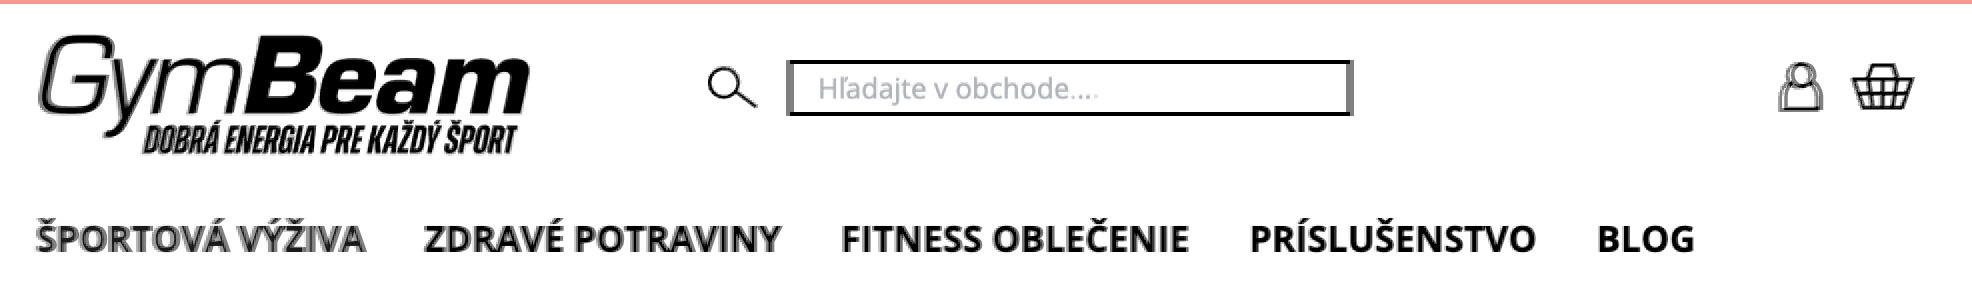 GymBeam
DOBRÁ ENERGIA PRE KAŽDÝ ŠPORT
Hľadajte v obchode....
ŠPORTOVÁ VÝŽIVA ZDRAVÉ POTRAVINY FITNESS OBLEČENIE PRÍSLUŠENSTVO BLOG